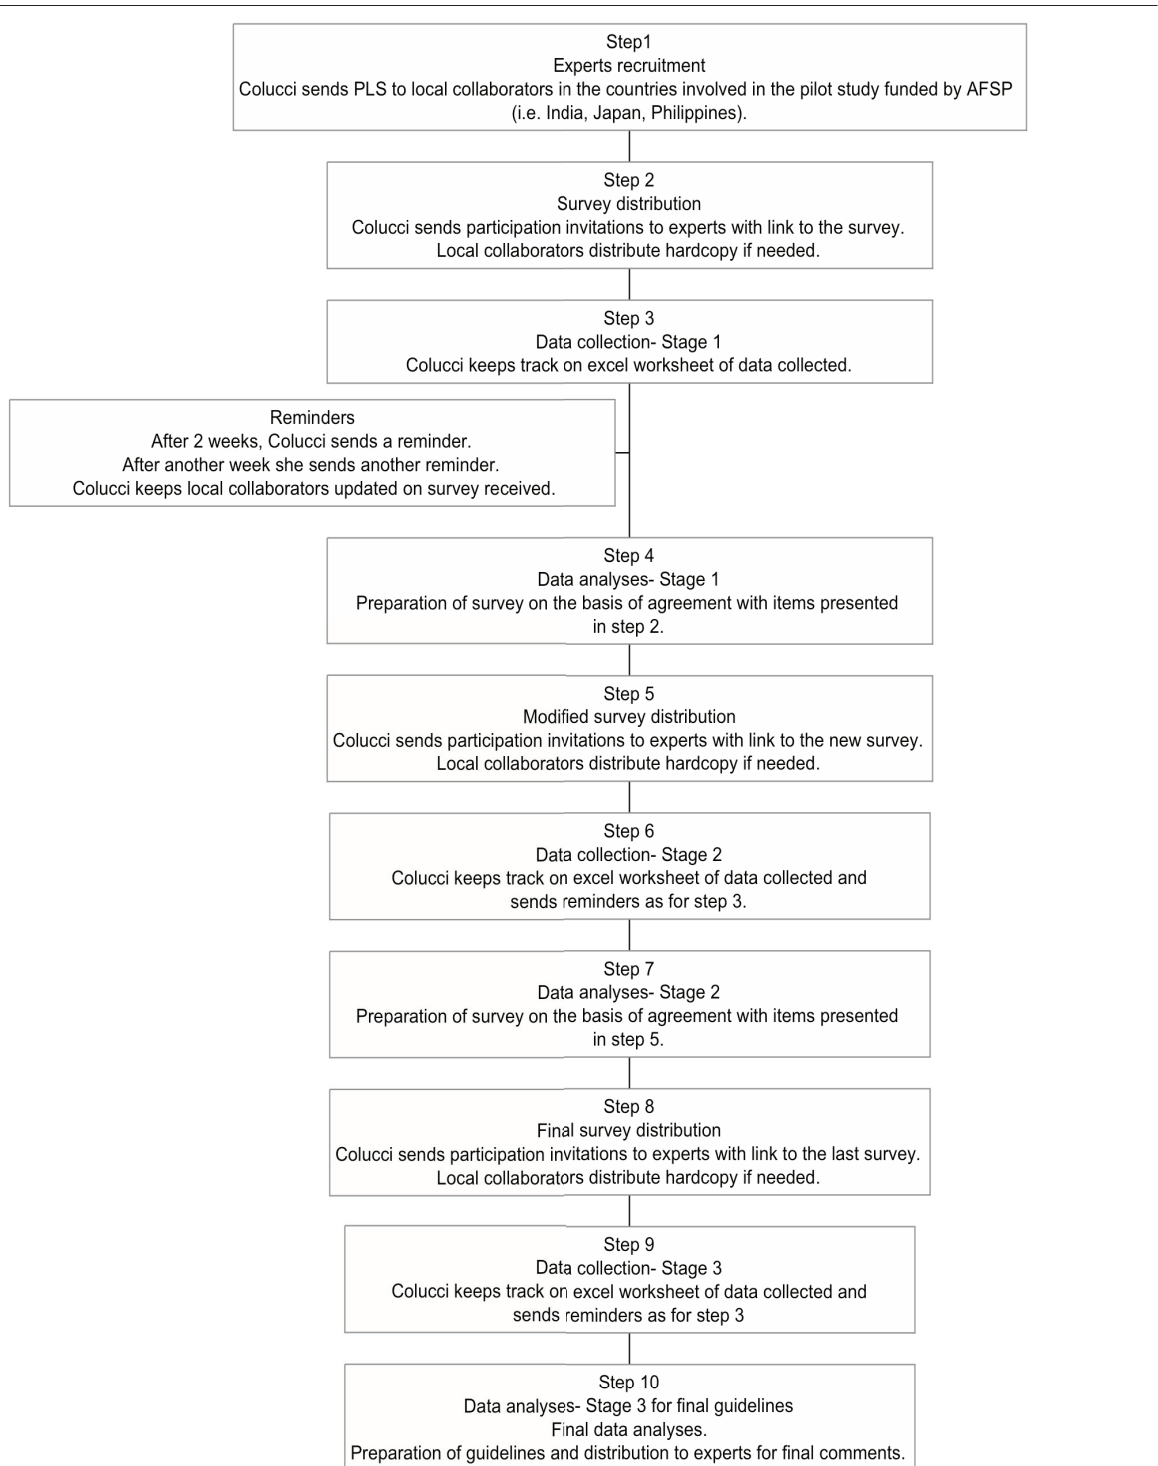 Step1
Experts recruitment
Colucci sends PLS to local collaborators in the countries involved in the pilot study funded by AFSP
(i.e. India, Japan, Philippines).
Step 2
Survey distribution
Colucci sends participation invitations to experts with link to the survey.
Local collaborators distribute hardcopy if needed.
Step 3
Data collection- Stage 1
Colucci keeps track on excel worksheet of data collected.
Reminders
After 2 weeks, Colucci sends a reminder.
After another week she sends another reminder.
Colucci keeps local collaborators updated on survey received.
Step 4
Data analyses- Stage 1
Preparation of survey on the basis of agreement with items presented
in step 2.
Step 5
Modified survey distribution
Colucci sends participation invitations to experts with link to the new survey.
Local collaborators distribute hardcopy if needed.
Step 6
Data collection- Stage 2
Colucci keeps track on excel worksheet of data collected and
sends reminders as for step 3.
Step 7
Data analyses- Stage 2
Preparation of survey on the basis of agreement with items presented
in step 5.
Step 8
Final survey distribution
Colucci sends participation invitations to experts with link to the last survey.
Local collaborators distribute hardcopy if needed.
Step 9
Data collection- Stage 3
Colucci keeps track on excel worksheet of data collected and
sends reminders as for step 3
Step 10
Data analyses- Stage 3 for final guidelines
Final data analyses.
Preparation of guidelines and distribution to experts for final comments.